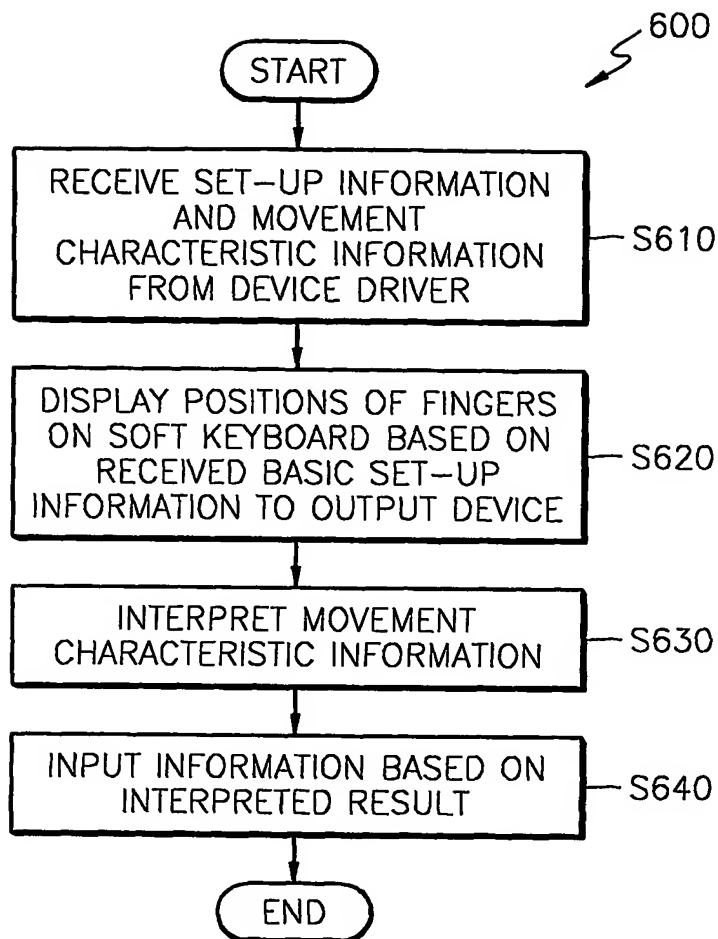 600
START
RECEIVE SET-UP INFORMATION
AND MOVEMENT
CHARACTERISTIC INFORMATION
FROM DEVICE DRIVER
S610
DISPLAY POSITIONS OF FINGERS
ON SOFT KEYBOARD BASED ON
RECEIVED BASIC SET-UP
INFORMATION TO OUTPUT DEVICE
S620
INTERPRET MOVEMENT
CHARACTERISTIC INFORMATION
S630
INPUT INFORMATION BASED ON
INTERPRETED RESULT
S640
END